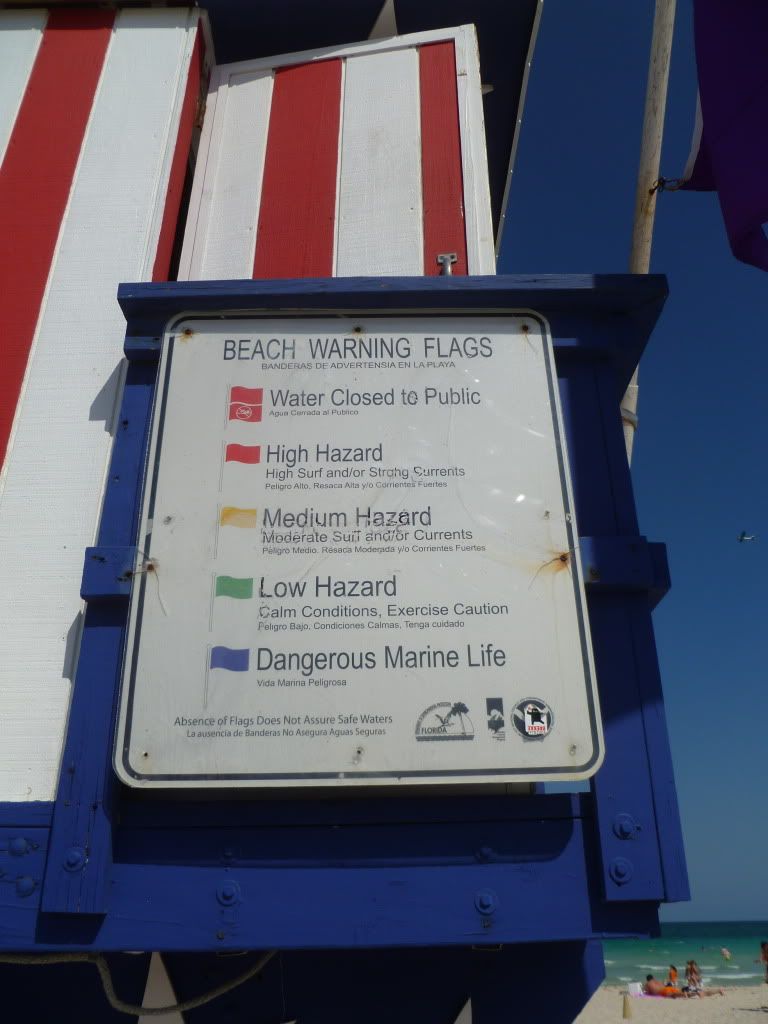 BEACH WARNING FLAGS
BANDERAS DE ADVERTENSIA EN LA PLAYA
Water Closed to Public
Agua Cerrada al Publico
High Hazard
High Surf and/or Strong Currents
Peligro Alto, Resaca Alta y/o Corrientes Fuertes
Medium Hazard
Moderate Surf and/or Currents
Peligro Medio, Resaca Moderada y/o Corrientes Fuertes
Low Hazard
Calm Conditions, Exercise Caution
Peligro Bajo, Condiciones Calmas, Tenga cuidado
Dangerous Marine Life
Vida Marina Peligrosa
Absence of Flags Does Not Assure Safe Waters
La ausencia de Banderas No Asegura Aguas Seguras
FLORIDA